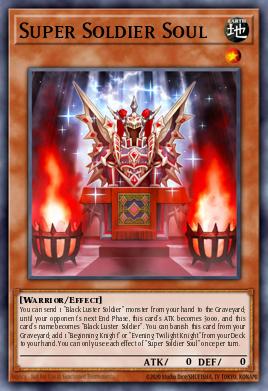 SUPER SOLDIER SOUL
EARTH
地
[WARRIOR/EFFECT]
You can send 1 "Black Luster Soldier" monster from your hand to the Graveyard;
until your opponent's next End Phase, this card's ATK becomes 3000, and this
card's name becomes "Black Luster Soldier". You can banish this card from your
Graveyard; add 1 "Beginning Knight" or "Evening Twilight Knight" from your Deck
to your hand. You can only use each effect of "Super Soldier Soul" once per turn.
ATK/ 0 DEF/ 0